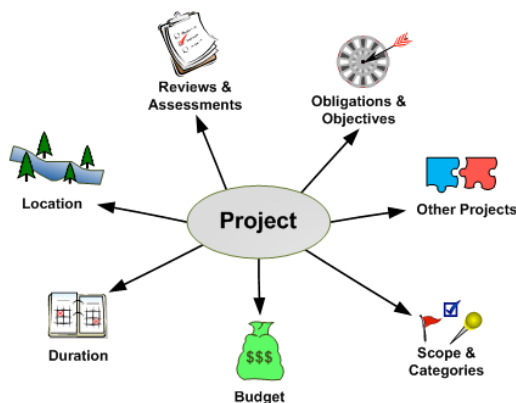 Reviews &
Assessments
Obligations &
Objectives
Location
Project
Other Projects
Duration
$$$
Budget
Scope &
Categories